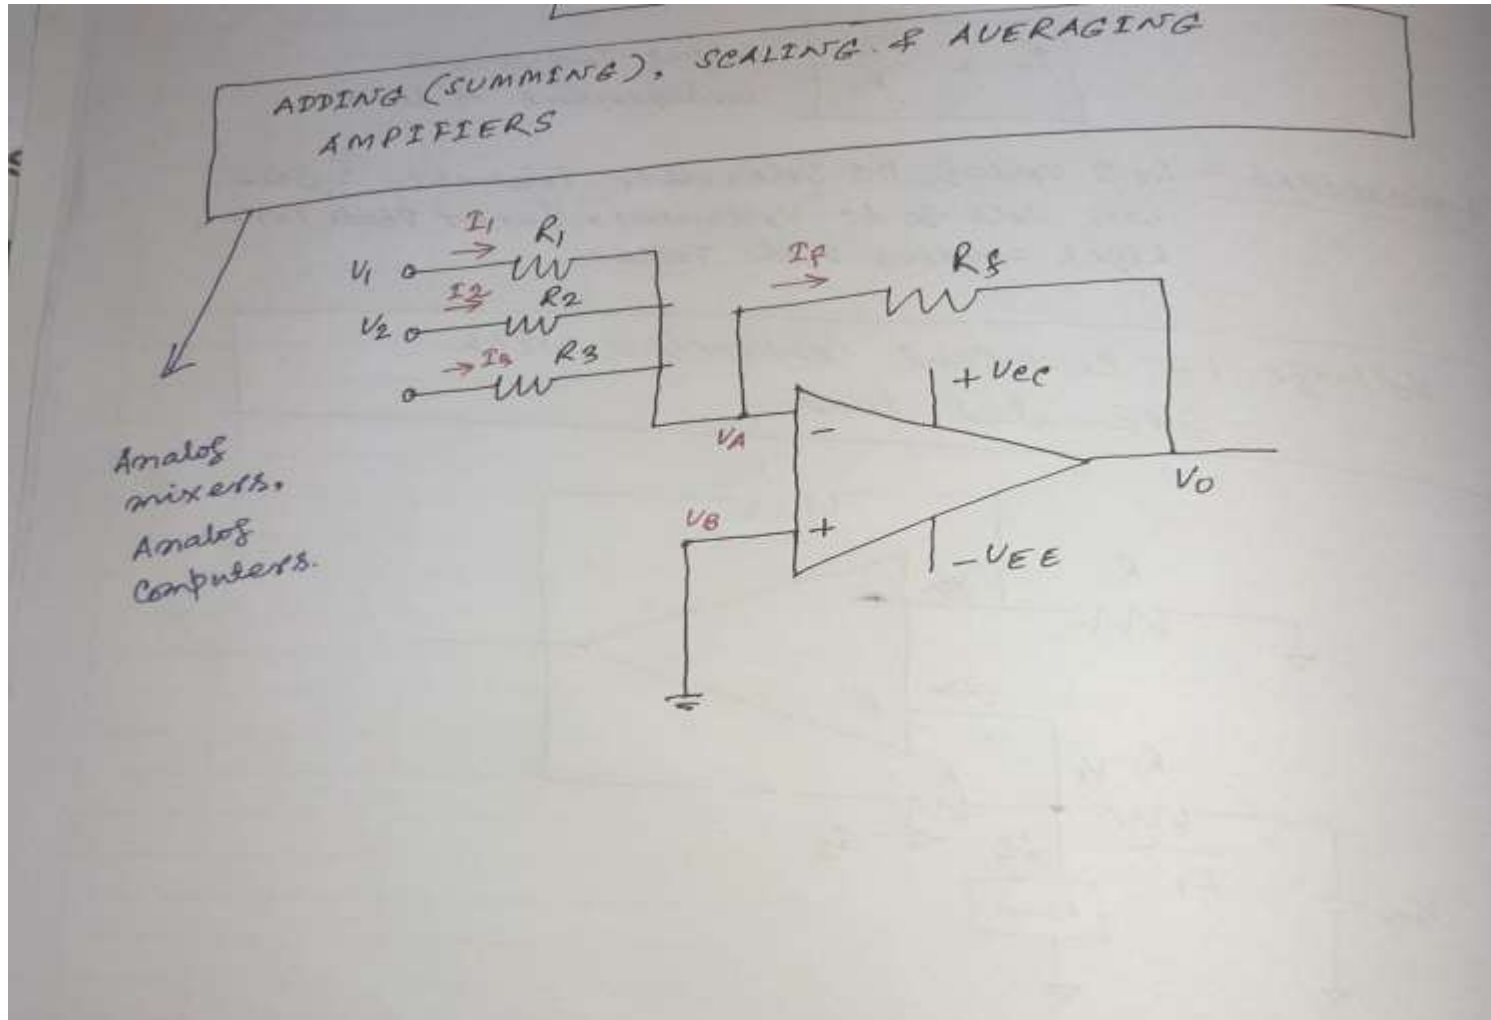 ADDING (SUMMING), SCALING & AVERAGING
AMPIFIERS
I1 R1
V1
I2 R2
V2
I3 R3
If Rf
+VCC
VA
-
VO
VB
+
-VEE
Analog
mixers,
Analog
Computers.